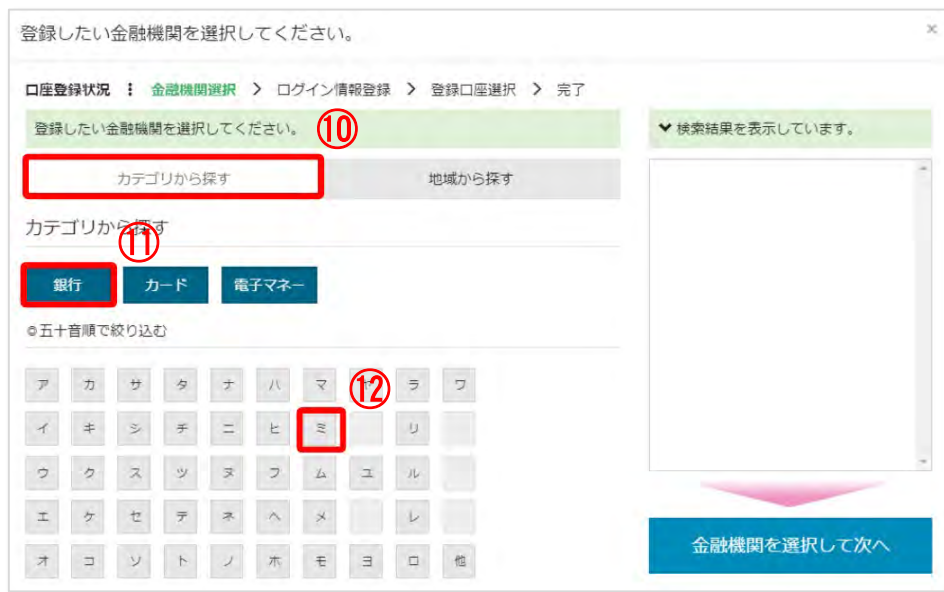 登録したい金融機関を選択してください。 ×
口座登録状況 ⋮ 金融機関選択 > ログイン情報登録 > 登録口座選択 > 完了
登録したい金融機関を選択してください。 ⑩
検索結果を表示しています。
カテゴリから探す 地域から探す
カテゴリから探す
⑪
銀行 カード 電子マネー
五十音順で絞り込む
ア カ サ タ ナ ハ マ ⑫ ラ ワ
イ キ シ チ ニ ヒ ミ リ
ウ ク ス ツ ヌ フ ム ユ ル
エ ケ セ テ ネ ヘ メ レ
オ コ ソ ト ノ ホ モ ヨ ロ 他
金融機関を選択して次へ